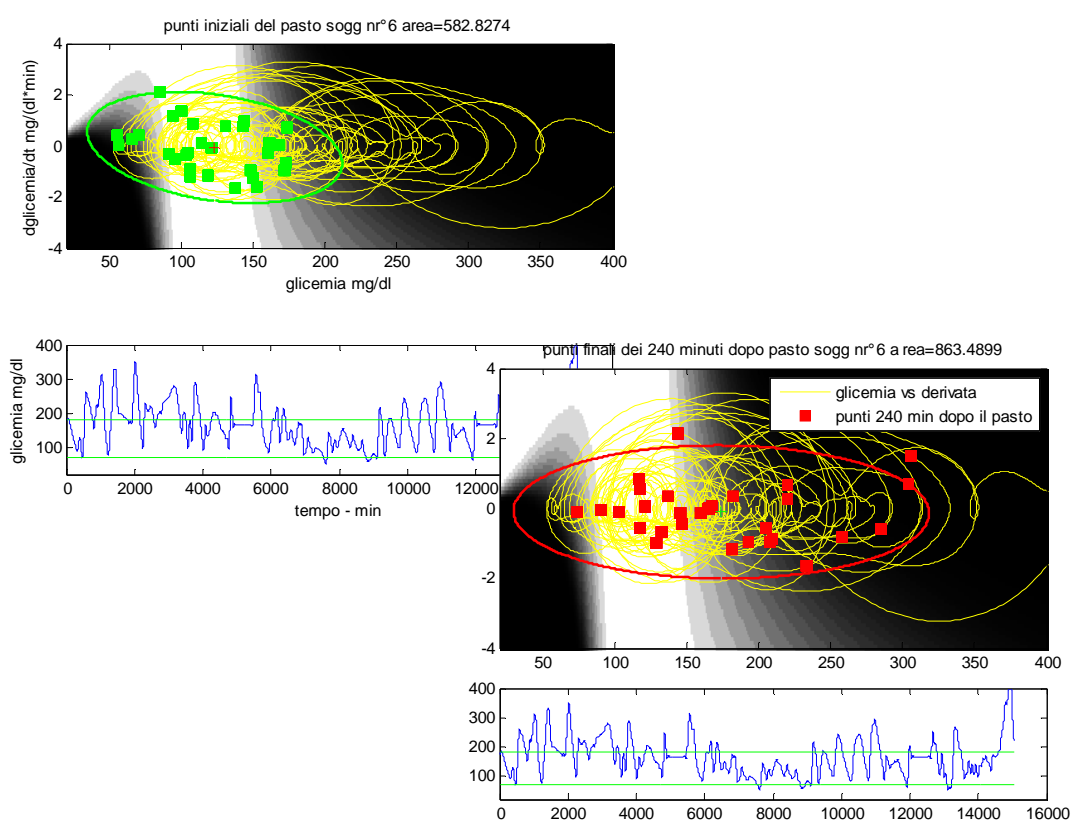 punti iniziali del pasto sogg nr°6 area=582.8274
4
2
0
-2
-4
dglicemia/dt mg/(dl*min)
50 100 150 200 250 300 350 400
glicemia mg/dl
400
300
200
100
glicemia mg/dl
0 2000 4000 6000 8000 10000 12000
tempo - min
punti finali dei 240 minuti dopo pasto sogg nr°6 a rea=863.4899
4
2
0
-2
-4
glicemia vs derivata
punti 240 min dopo il pasto
50 100 150 200 250 300 350 400
400
300
200
100
0 2000 4000 6000 8000 10000 12000 14000 16000